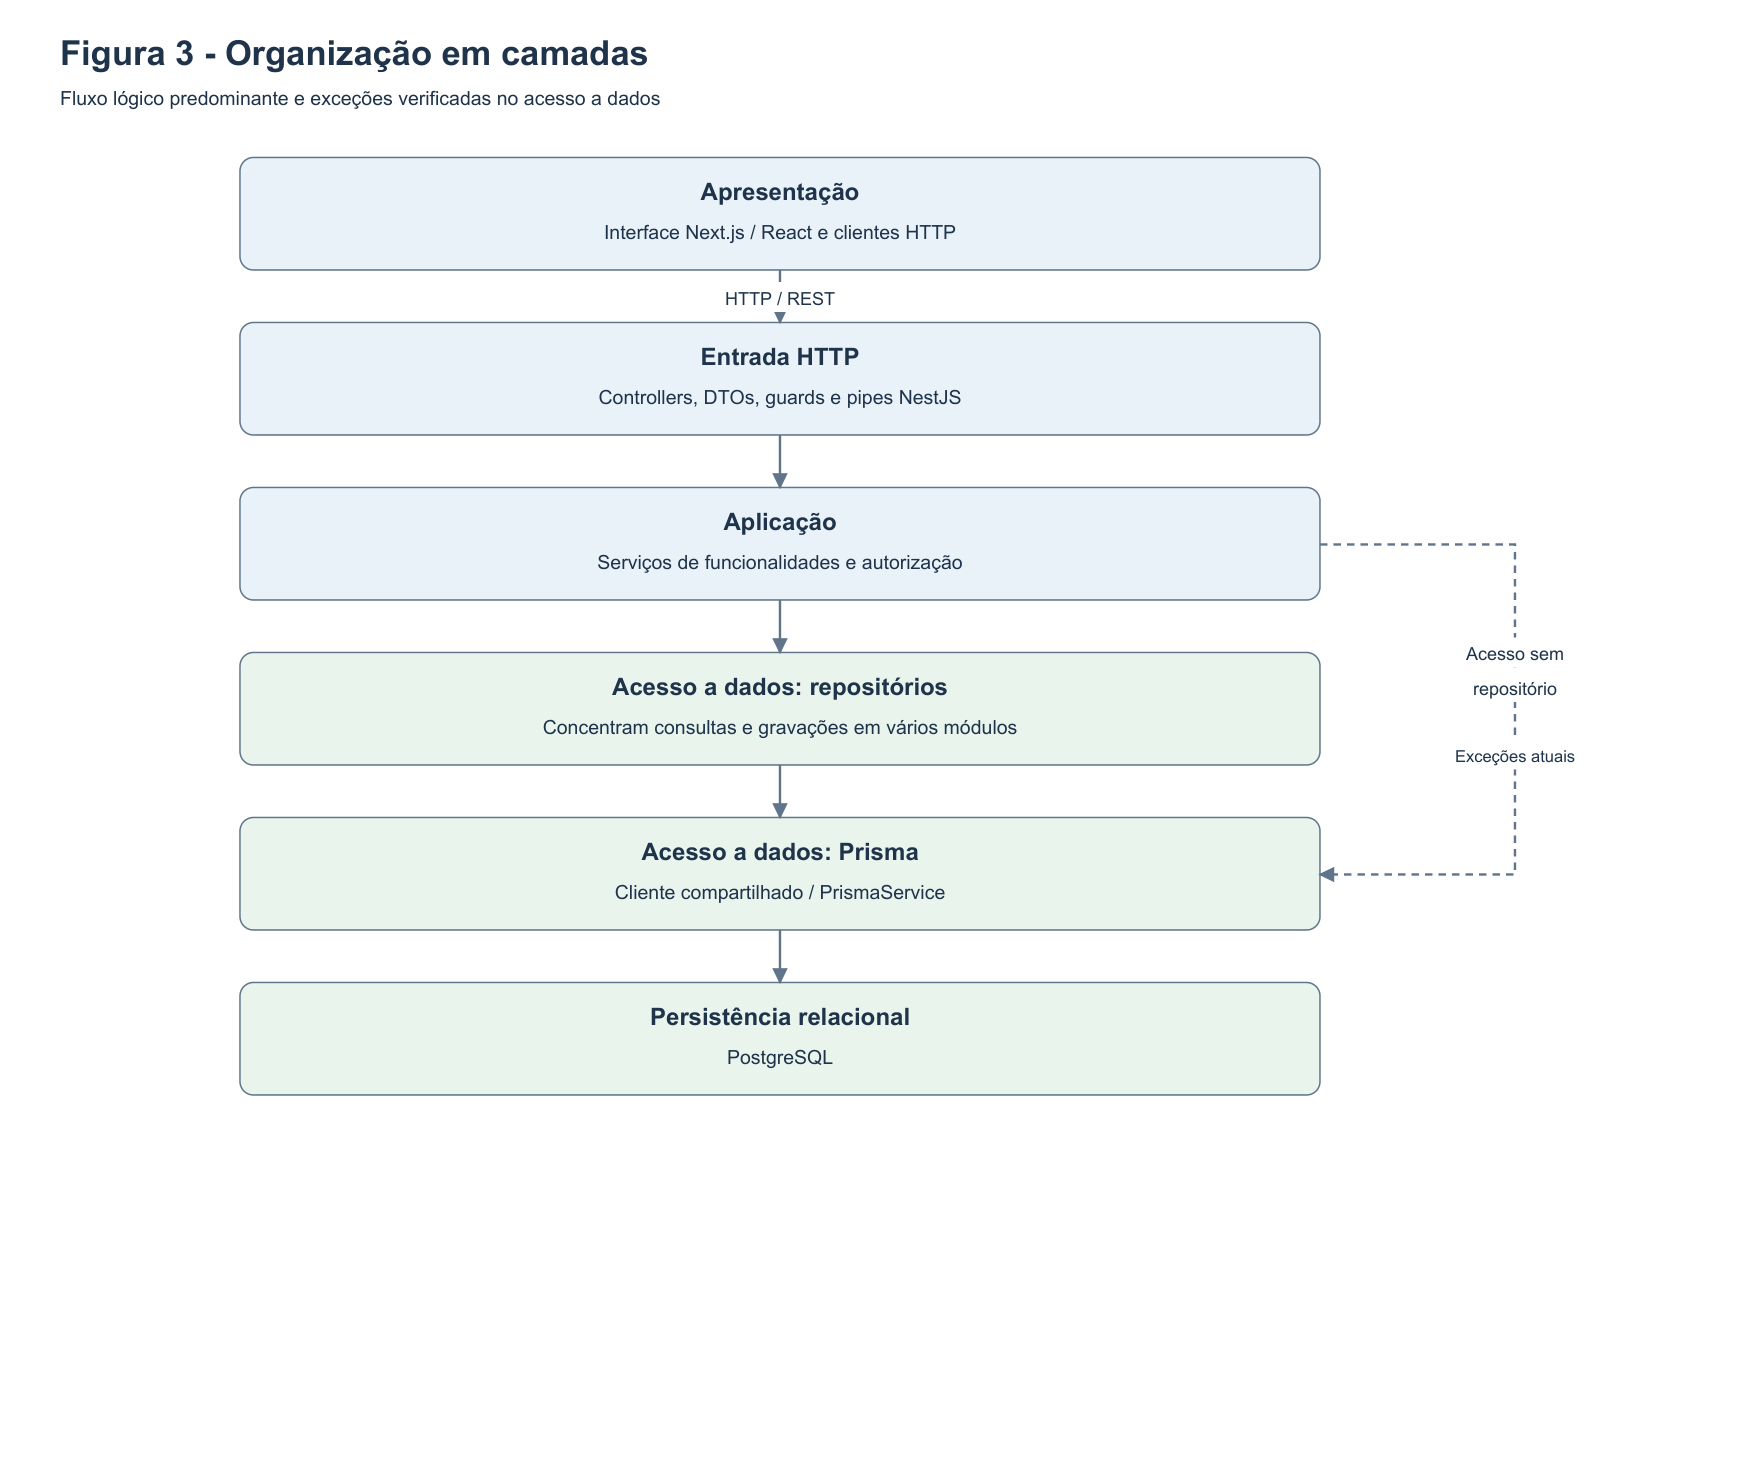 Figura 3 - Organização em camadas
Fluxo lógico predominante e exceções verificadas no acesso a dados
Apresentação
Interface Next.js / React e clientes HTTP
HTTP / REST
Entrada HTTP
Controllers, DTOs, guards e pipes NestJS
Aplicação
Serviços de funcionalidades e autorização
Acesso a dados: repositórios
Concentram consultas e gravações em vários módulos
Acesso sem
repositório
Exceções atuais
Acesso a dados: Prisma
Cliente compartilhado / PrismaService
Persistência relacional
PostgreSQL